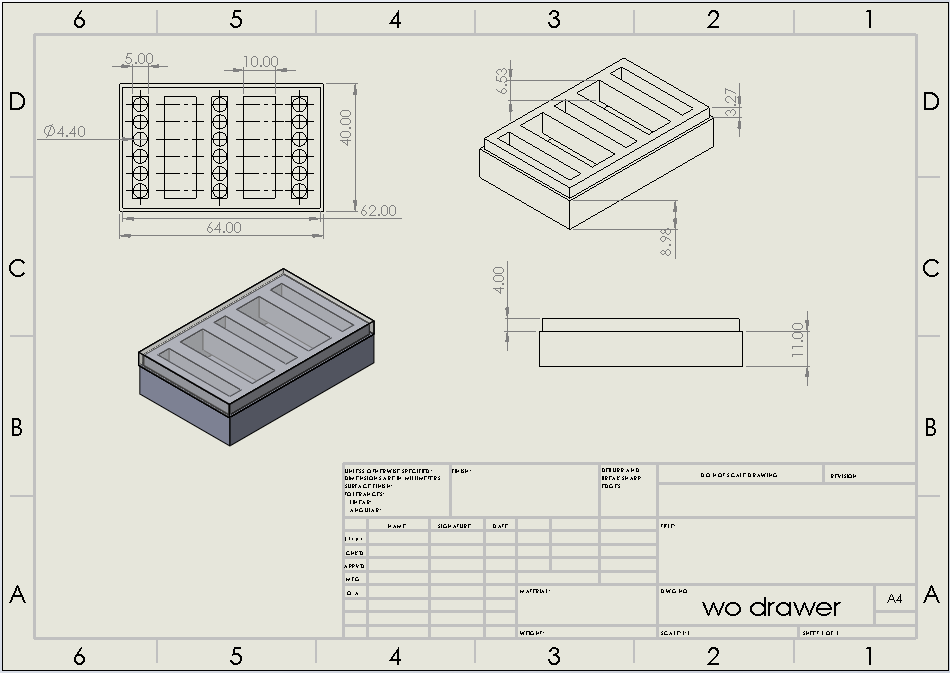 6 5 4 3 2 1
D D
5.00
10.00
Ø4.40
40.00
62.00
64.00
6.53
3.27
8.98
C C
4.00
11.00
B B
UNLESS OTHERWISE SPECIFIED:
DIMENSIONS ARE IN MILLIMETERS
SURFACE FINISH:
TOLERANCES:
LINEAR:
ANGULAR:
FINISH:
DEBURR AND
BREAK SHARP
EDGES
DO NOT SCALE DRAWING
REVISION
NAME
SIGNATURE
DATE
TITLE:
CHK'D
APPV'D
MFG
Q.A
MATERIAL:
DWG NO.
wo drawer
A4
WEIGHT:
SCALE:1:1
SHEET 1 OF 1
A A
6 5 4 3 2 1